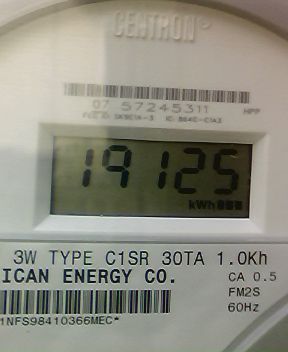 CENTRON®
07 57245311 HPP
19125
kWh
3W TYPE C1SR 30TA 1.0Kh
ICAN ENERGY CO. CA 0.5
FM2S
60Hz
1NFS98410366MEC*